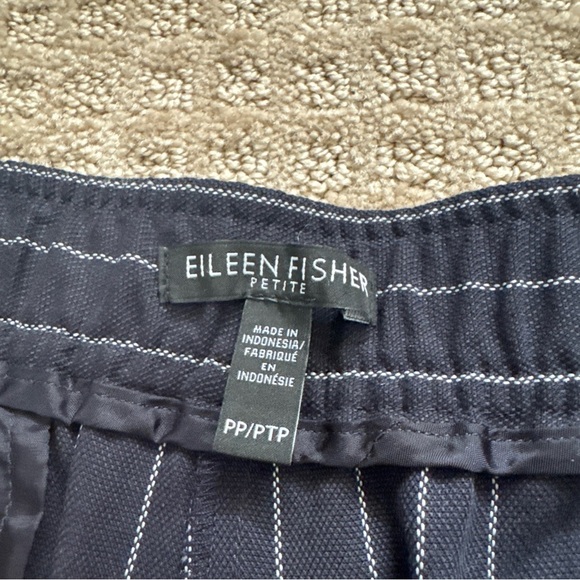 EILEEN FISHER
PETITE
MADE IN
INDONESIA/
FABRIQUÉ
EN
INDONÉSIE
PP/PTP